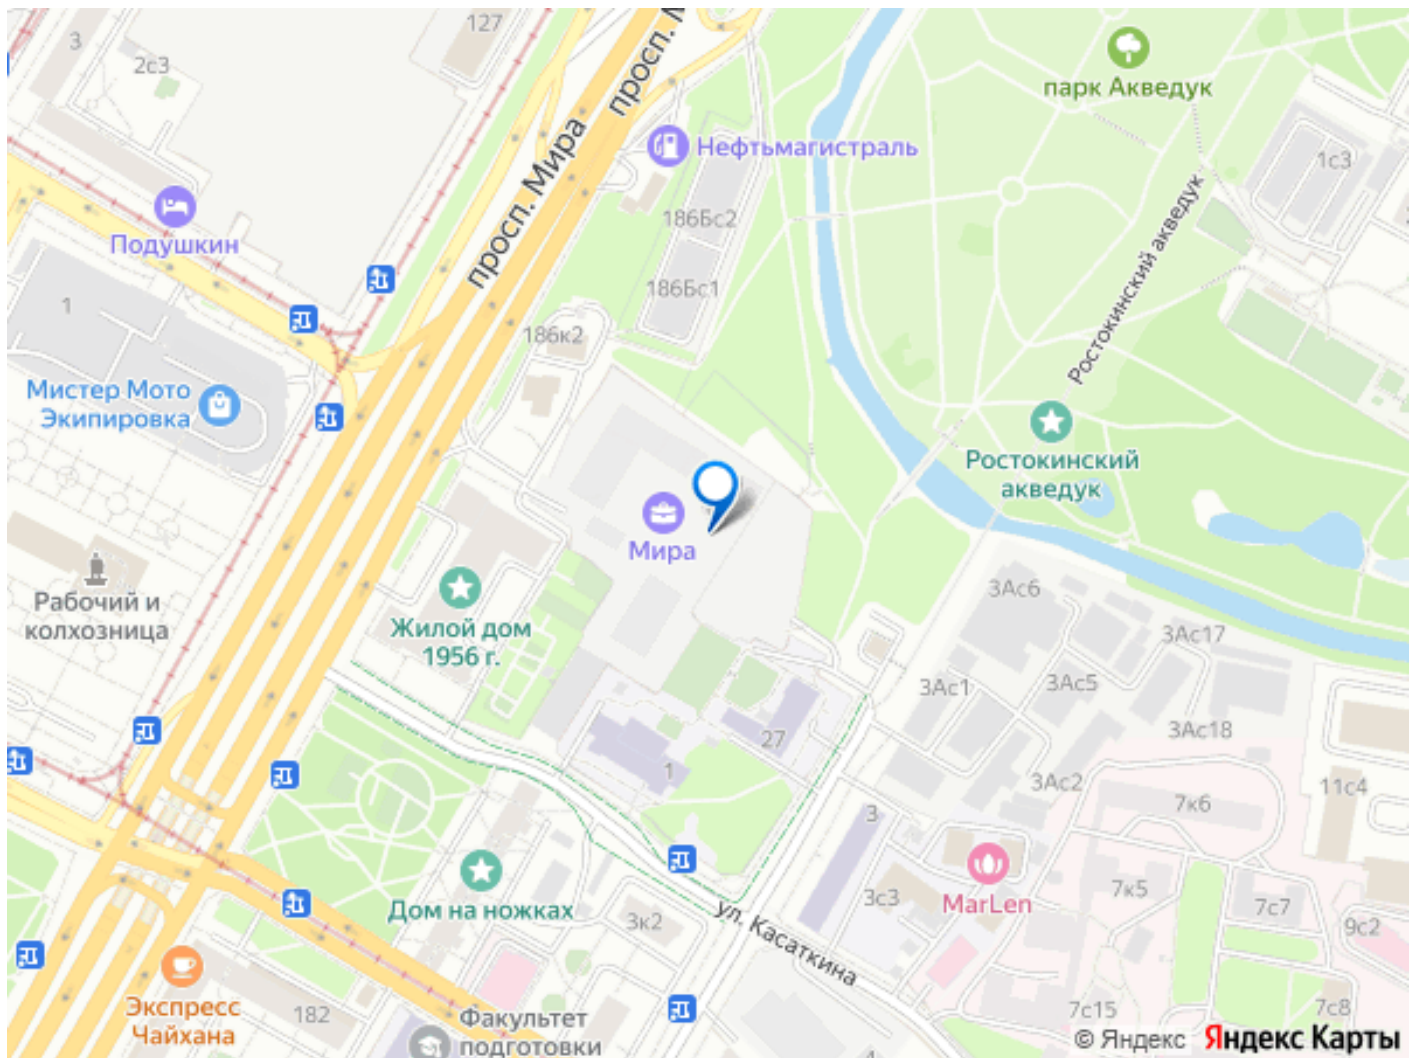 127
3
2с3
просп. Мира
просп. М
парк Акведук
Нефтьмагистраль
1с3
Подушкин
186Бс2
Ростокинский акведук
186Бс1
1
186к2
Мистер Мото
Экипировка
Ростокинский
акведук
Мира
3Ас6
Рабочий и
колхозница
Жилой дом
1956 г.
3Ас17
3Ас1
3Ас5
27
3Ас18
1
3Ас2
11с4
7к6
3
Дом на ножках
3к2
ул. Касаткина
3с3
MarLen
7к5
7с7
9с2
Экспресс
Чайхана
182
Факультет
подготовки
7с15
7с8
4
© Яндекс Яндекс Карты